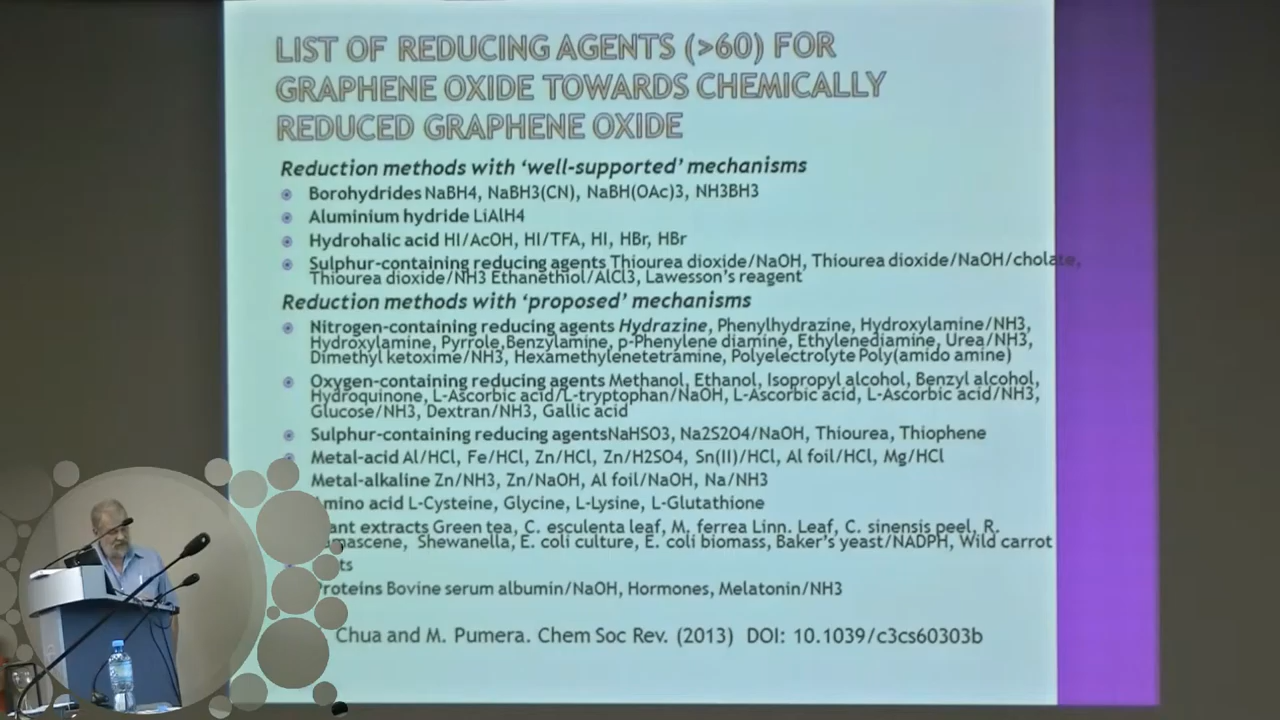 LIST OF REDUCING AGENTS (>60) FOR
GRAPHENE OXIDE TOWARDS CHEMICALLY
REDUCED GRAPHENE OXIDE
Reduction methods with ‘well-supported’ mechanisms
Borohydrides NaBH4, NaBH3(CN), NaBH(OAc)3, NH3BH3
Aluminium hydride LiAlH4
Hydrohalic acid HI/AcOH, HI/TFA, HI, HBr, HBr
Sulphur-containing reducing agents Thiourea dioxide/NaOH, Thiourea dioxide/NaOH/cholate,
Thiourea dioxide/NH3 Ethanethiol/AlCl3, Lawesson’s reagent
Reduction methods with ‘proposed’ mechanisms
Nitrogen-containing reducing agents Hydrazine, Phenylhydrazine, Hydroxylamine/NH3,
Hydroxylamine, Pyrrole,Benzylamine, p-Phenylene diamine, Ethylenediamine, Urea/NH3,
Dimethyl ketoxime/NH3, Hexamethylenetetramine, Polyelectrolyte Poly(amido amine)
Oxygen-containing reducing agents Methanol, Ethanol, Isopropyl alcohol, Benzyl alcohol,
Hydroquinone, L-Ascorbic acid/L-tryptophan/NaOH, L-Ascorbic acid, L-Ascorbic acid/NH3,
Glucose/NH3, Dextran/NH3, Gallic acid
Sulphur-containing reducing agentsNaHSO3, Na2S2O4/NaOH, Thiourea, Thiophene
Metal-acid Al/HCl, Fe/HCl, Zn/HCl, Zn/H2SO4, Sn(II)/HCl, Al foil/HCl, Mg/HCl
Metal-alkaline Zn/NH3, Zn/NaOH, Al foil/NaOH, Na/NH3
mino acid L-Cysteine, Glycine, L-Lysine, L-Glutathione
ant extracts Green tea, C. esculenta leaf, M. ferrea Linn. Leaf, C. sinensis peel, R.
mascene, Shewanella, E. coli culture, E. coli biomass, Baker’s yeast/NADPH, Wild carrot
ts
Proteins Bovine serum albumin/NaOH, Hormones, Melatonin/NH3
Chua and M. Pumera. Chem Soc Rev. (2013) DOI: 10.1039/c3cs60303b